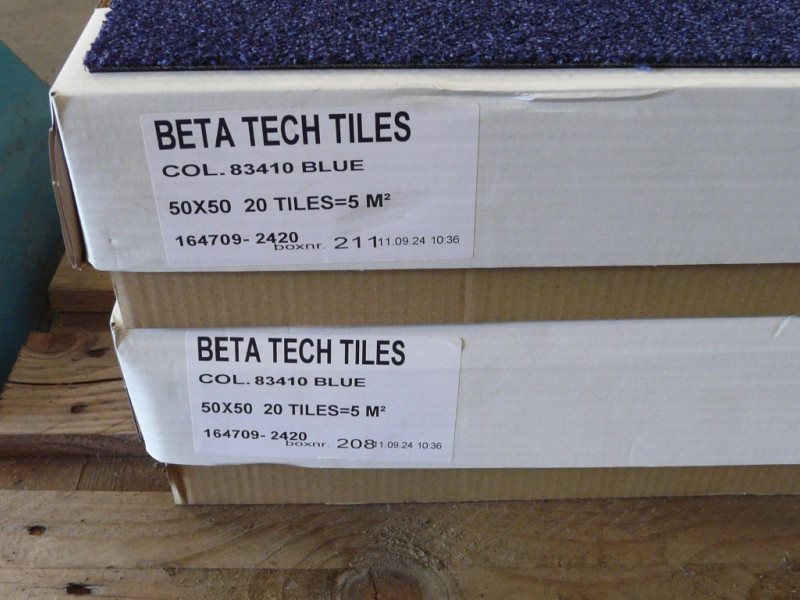 BETA TECH TILES
COL. 83410 BLUE
50X50 20 TILES=5 M²
164709- 2420
boxnr. 211 11.09.24 10:36
BETA TECH TILES
COL. 83410 BLUE
50X50 20 TILES=5 M²
164709- 2420
boxnr. 208 11.09.24 10:36